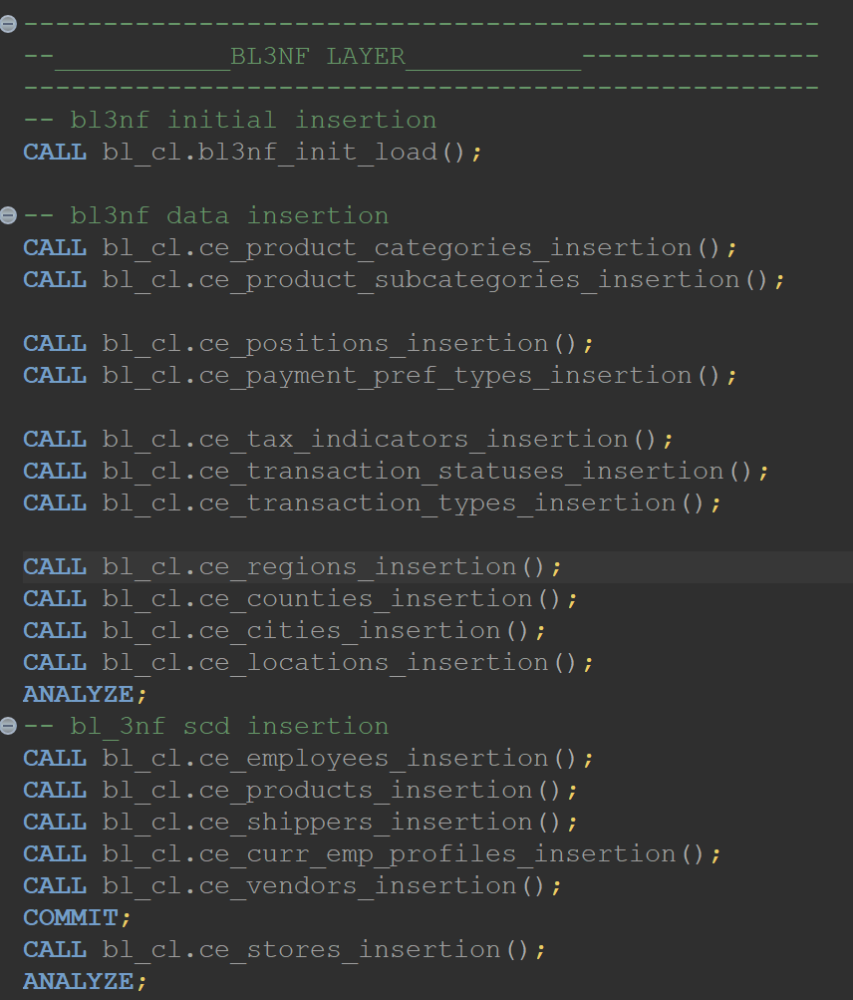 --------------------------------------------------
--___________BL3NF LAYER___________---------------
--------------------------------------------------
-- bl3nf initial insertion
CALL bl_cl.bl3nf_init_load();
-- bl3nf data insertion
CALL bl_cl.ce_product_categories_insertion();
CALL bl_cl.ce_product_subcategories_insertion();
CALL bl_cl.ce_positions_insertion();
CALL bl_cl.ce_payment_pref_types_insertion();
CALL bl_cl.ce_tax_indicators_insertion();
CALL bl_cl.ce_transaction_statuses_insertion();
CALL bl_cl.ce_transaction_types_insertion();
CALL bl_cl.ce_regions_insertion();
CALL bl_cl.ce_counties_insertion();
CALL bl_cl.ce_cities_insertion();
CALL bl_cl.ce_locations_insertion();
ANALYZE;
-- bl_3nf scd insertion
CALL bl_cl.ce_employees_insertion();
CALL bl_cl.ce_products_insertion();
CALL bl_cl.ce_shippers_insertion();
CALL bl_cl.ce_curr_emp_profiles_insertion();
CALL bl_cl.ce_vendors_insertion();
COMMIT;
CALL bl_cl.ce_stores_insertion();
ANALYZE;